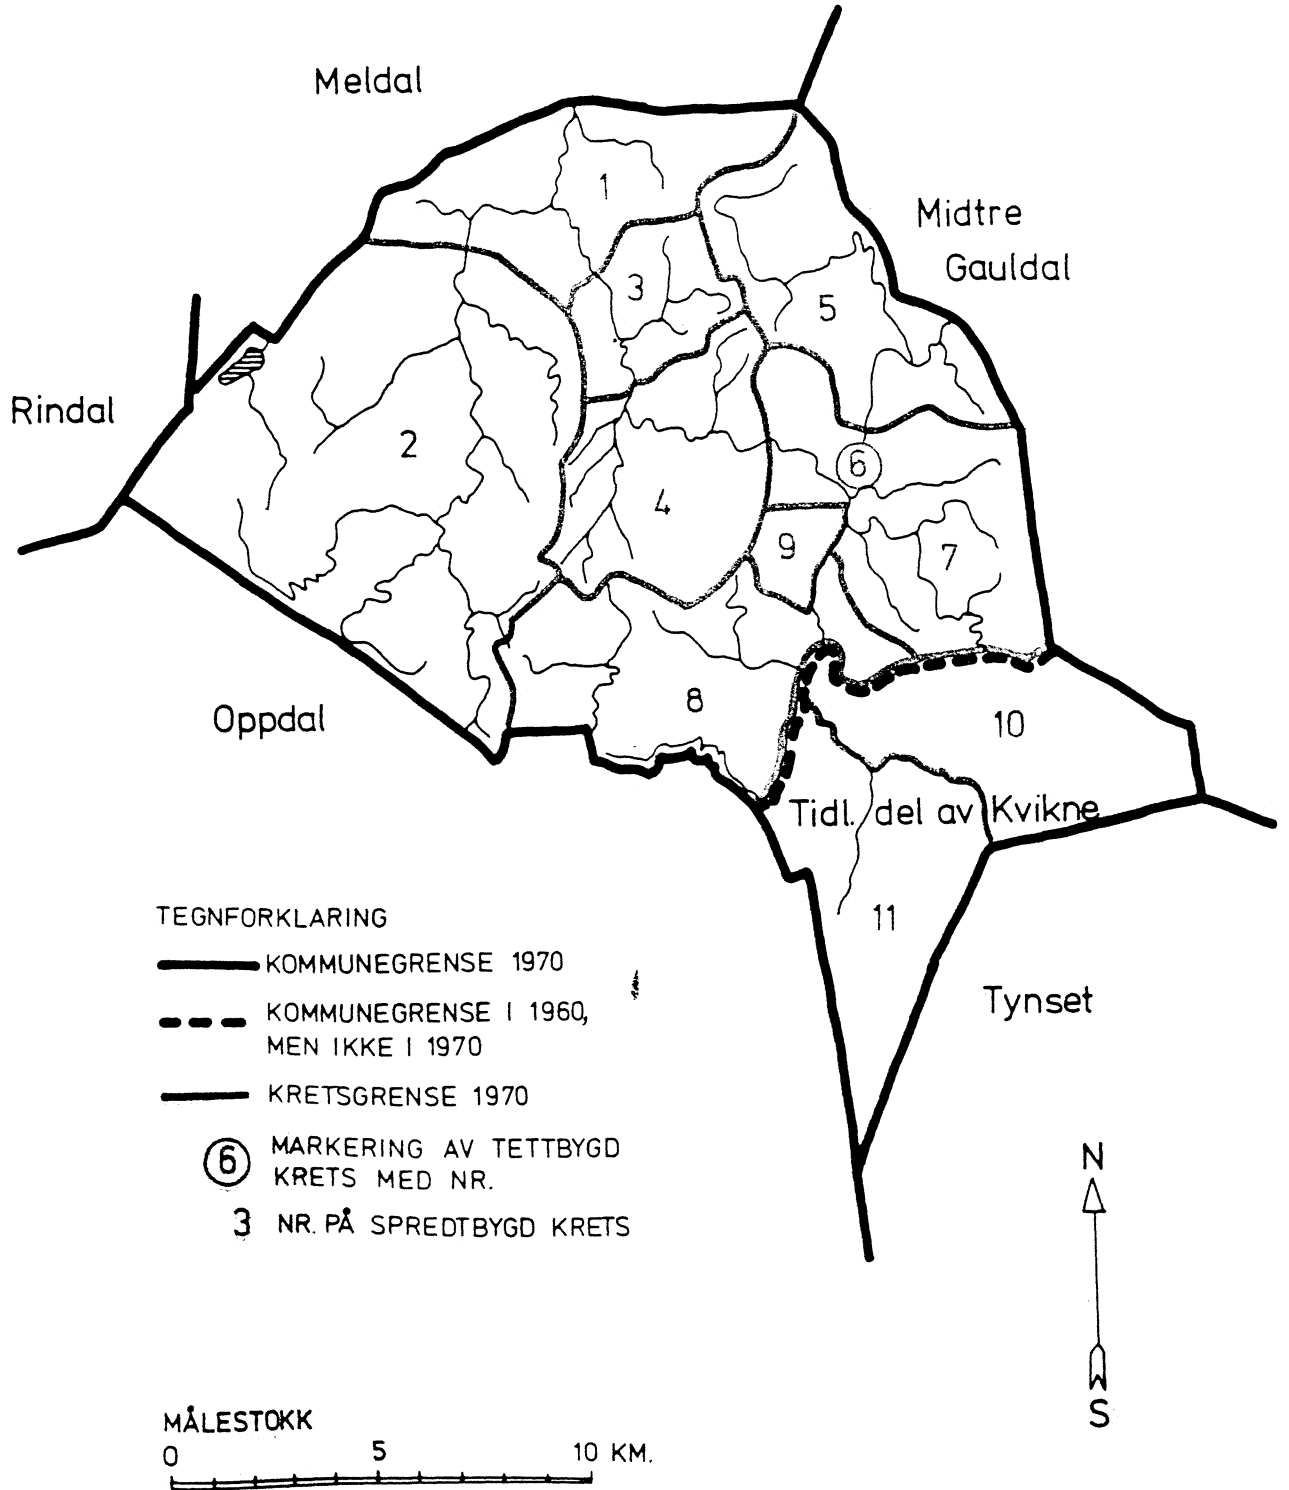 Meldal
1
Midtre
Gauldal
3
5
Rindal
2
6
4
9
7
8
10
Oppdal
Tidl. del av Kvikne
11
TEGNFORKLARING
KOMMUNEGRENSE 1970
KOMMUNEGRENSE I 1960,
MEN IKKE I 1970
KRETSGRENSE 1970
6 MARKERING AV TETTBYGD
KRETS MED NR.
3 NR. PÅ SPREDTBYGD KRETS
Tynset
N
S
MÅLESTOKK
0 5 10 KM.